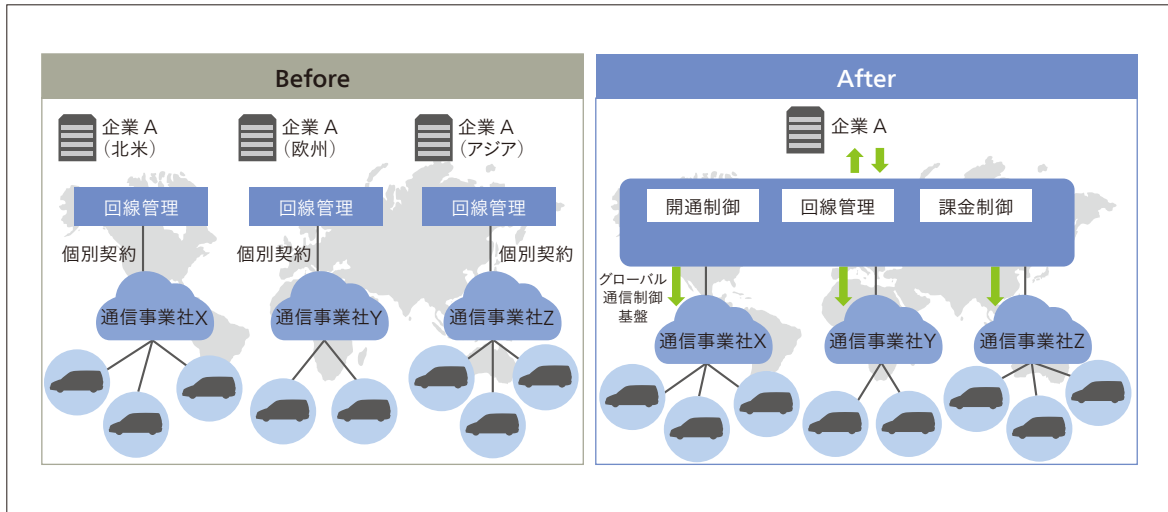 Before
企業 A
（北米）
企業 A
（欧州）
企業 A
（アジア）
回線管理
回線管理
回線管理
個別契約
個別契約
個別契約
通信事業社X
通信事業社Y
通信事業社Z
After
企業 A
開通制御
回線管理
課金制御
グローバル
通信制御
基盤
通信事業社X
通信事業社Y
通信事業社Z